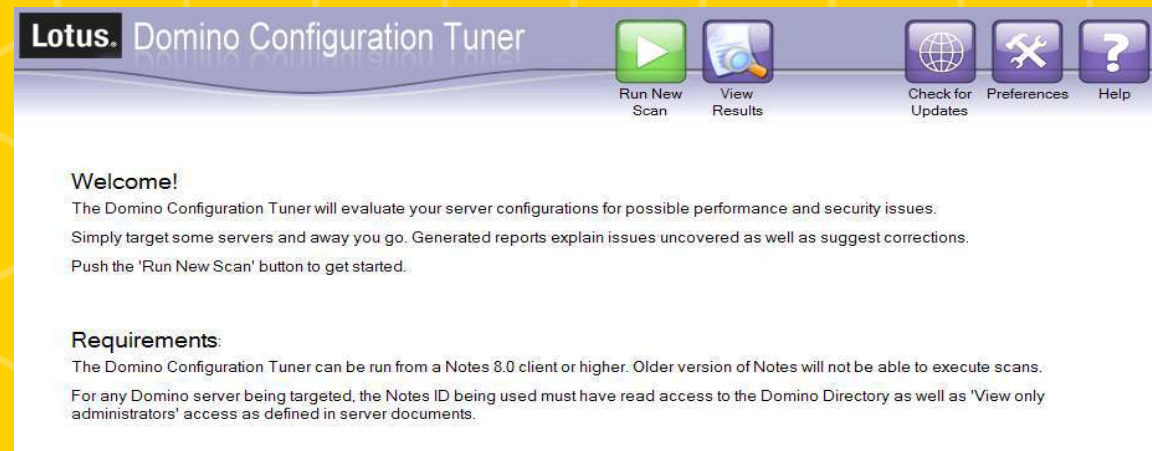 Lotus. Domino Configuration Tuner
Run New
Scan
View
Results
Check for
Updates
Preferences
Help
Welcome!
The Domino Configuration Tuner will evaluate your server configurations for possible performance and security issues.
Simply target some servers and away you go. Generated reports explain issues uncovered as well as suggest corrections.
Push the 'Run New Scan' button to get started.
Requirements:
The Domino Configuration Tuner can be run from a Notes 8.0 client or higher. Older version of Notes will not be able to execute scans.
For any Domino server being targeted, the Notes ID being used must have read access to the Domino Directory as well as 'View only
administrators' access as defined in server documents.